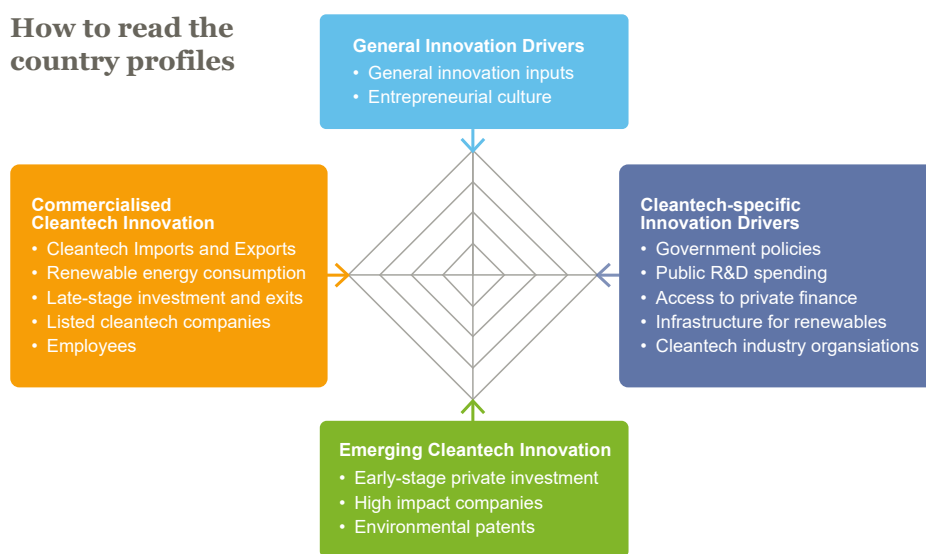 How to read the
country profiles
General Innovation Drivers
• General innovation inputs
• Entrepreneurial culture
Commercialised
Cleantech Innovation
• Cleantech Imports and Exports
• Renewable energy consumption
• Late-stage investment and exits
• Listed cleantech companies
• Employees
Cleantech-specific
Innovation Drivers
• Government policies
• Public R&D spending
• Access to private finance
• Infrastructure for renewables
• Cleantech industry organsiations
Emerging Cleantech Innovation
• Early-stage private investment
• High impact companies
• Environmental patents